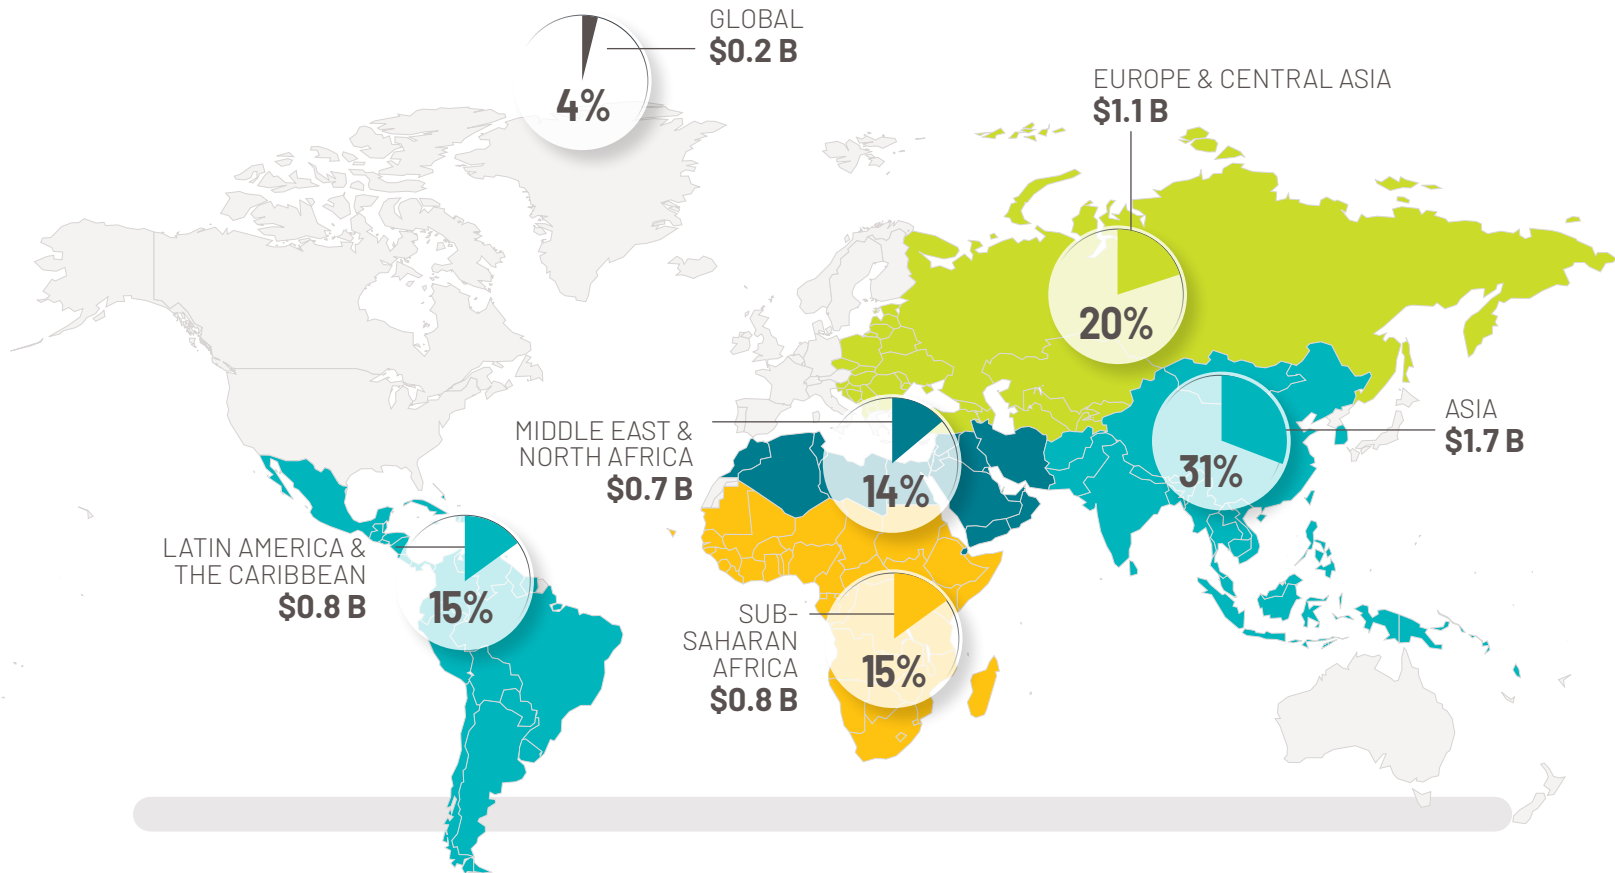 GLOBAL
$0.2 B
4%
EUROPE & CENTRAL ASIA
$1.1 B
20%
ASIA
$1.7 B
31%
MIDDLE EAST &
NORTH AFRICA
$0.7 B
14%
LATIN AMERICA &
THE CARIBBEAN
$0.8 B
15%
SUB-
SAHARAN
AFRICA
$0.8 B
15%